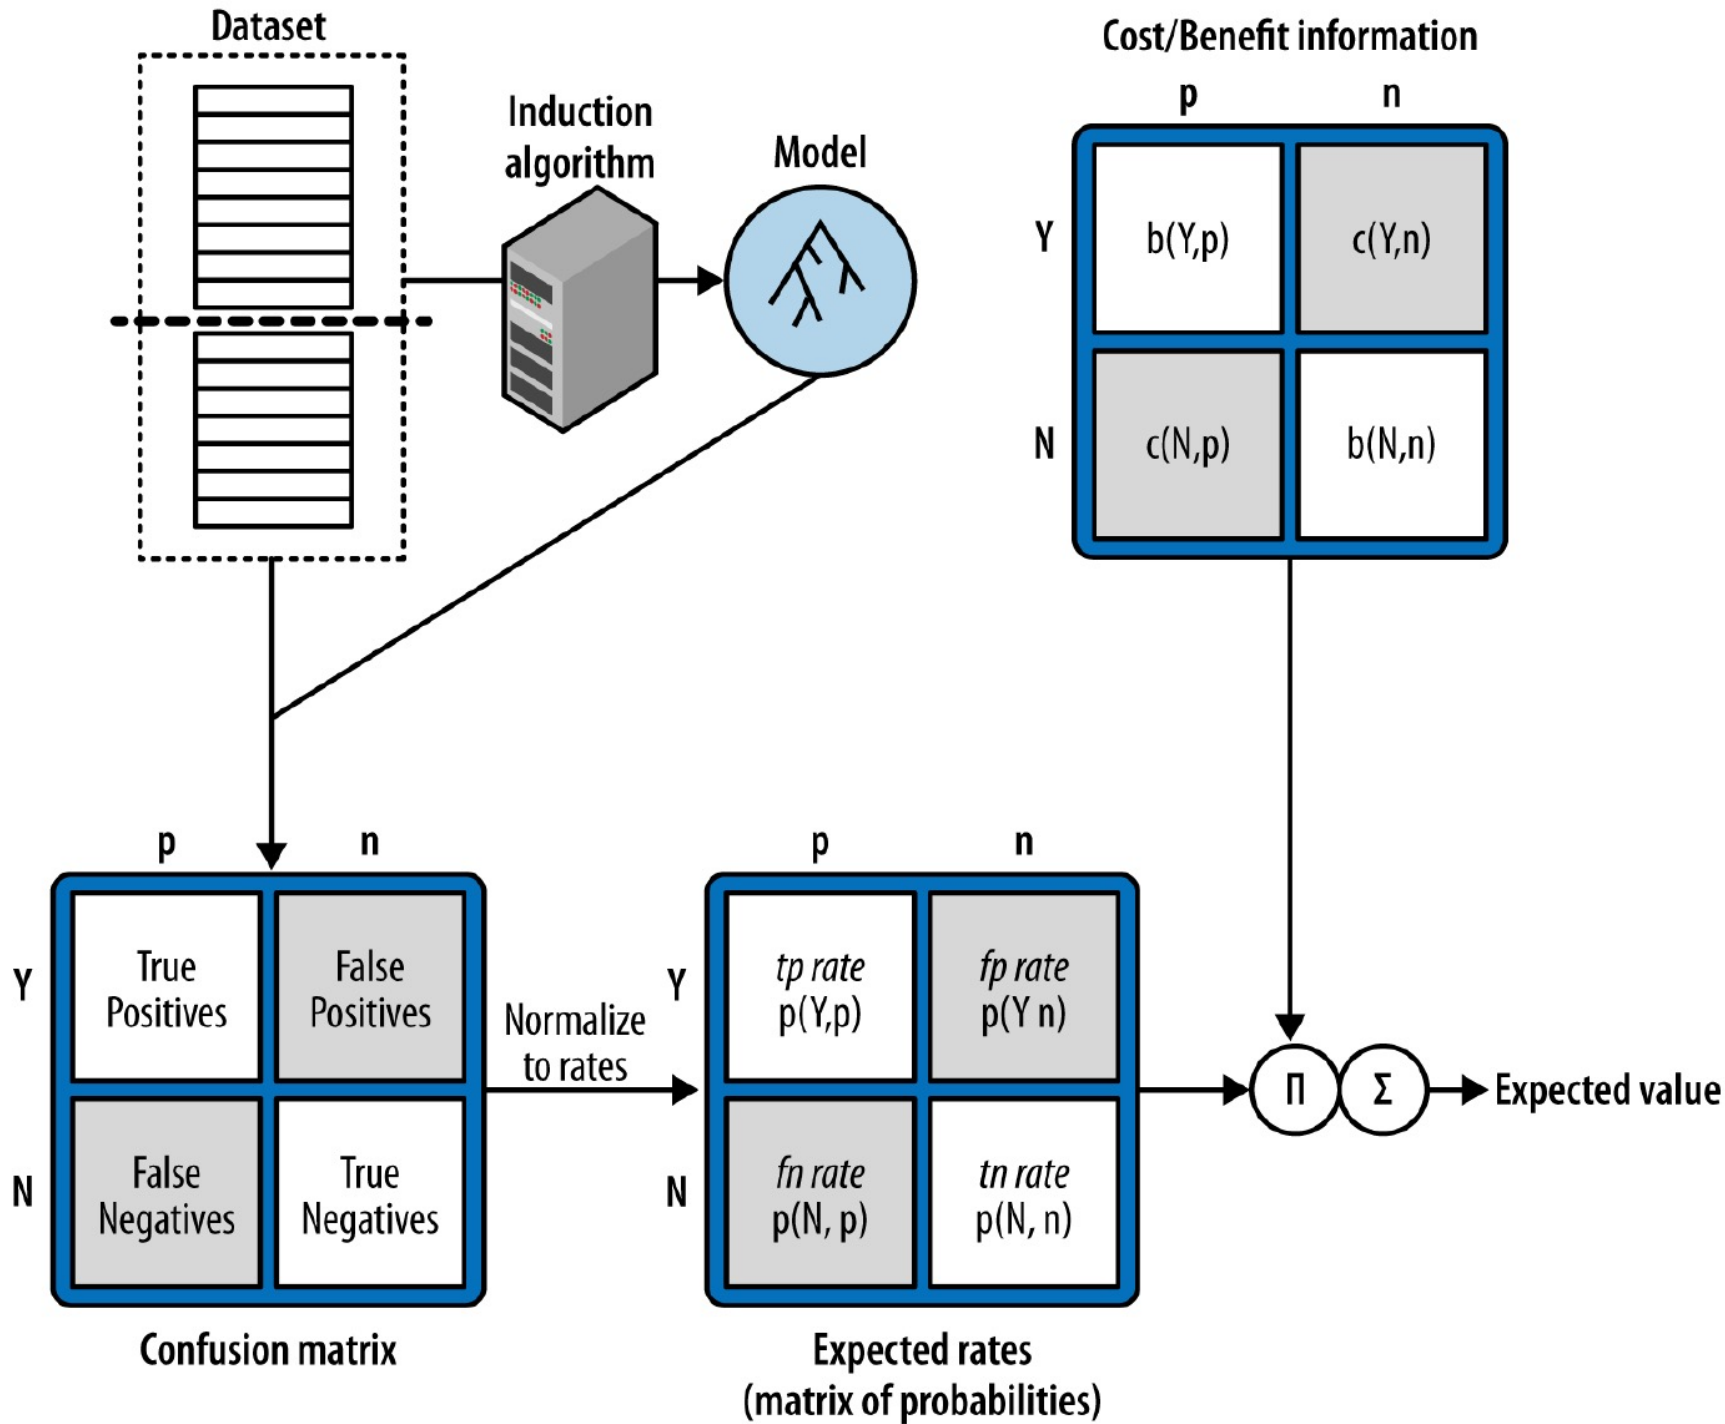 Dataset
Cost/Benefit information
p n
Induction
algorithm
Model
Y b(Y,p) c(Y,n)
N c(N,p) b(N,n)
p n
Y True
Positives
False
Positives
N False
Negatives
True
Negatives
Confusion matrix
Normalize
to rates
p n
Y tp rate
p(Y,p)
fp rate
p(Y n)
N fn rate
p(N, p)
tn rate
p(N, n)
Expected rates
(matrix of probabilities)
Π Σ Expected value